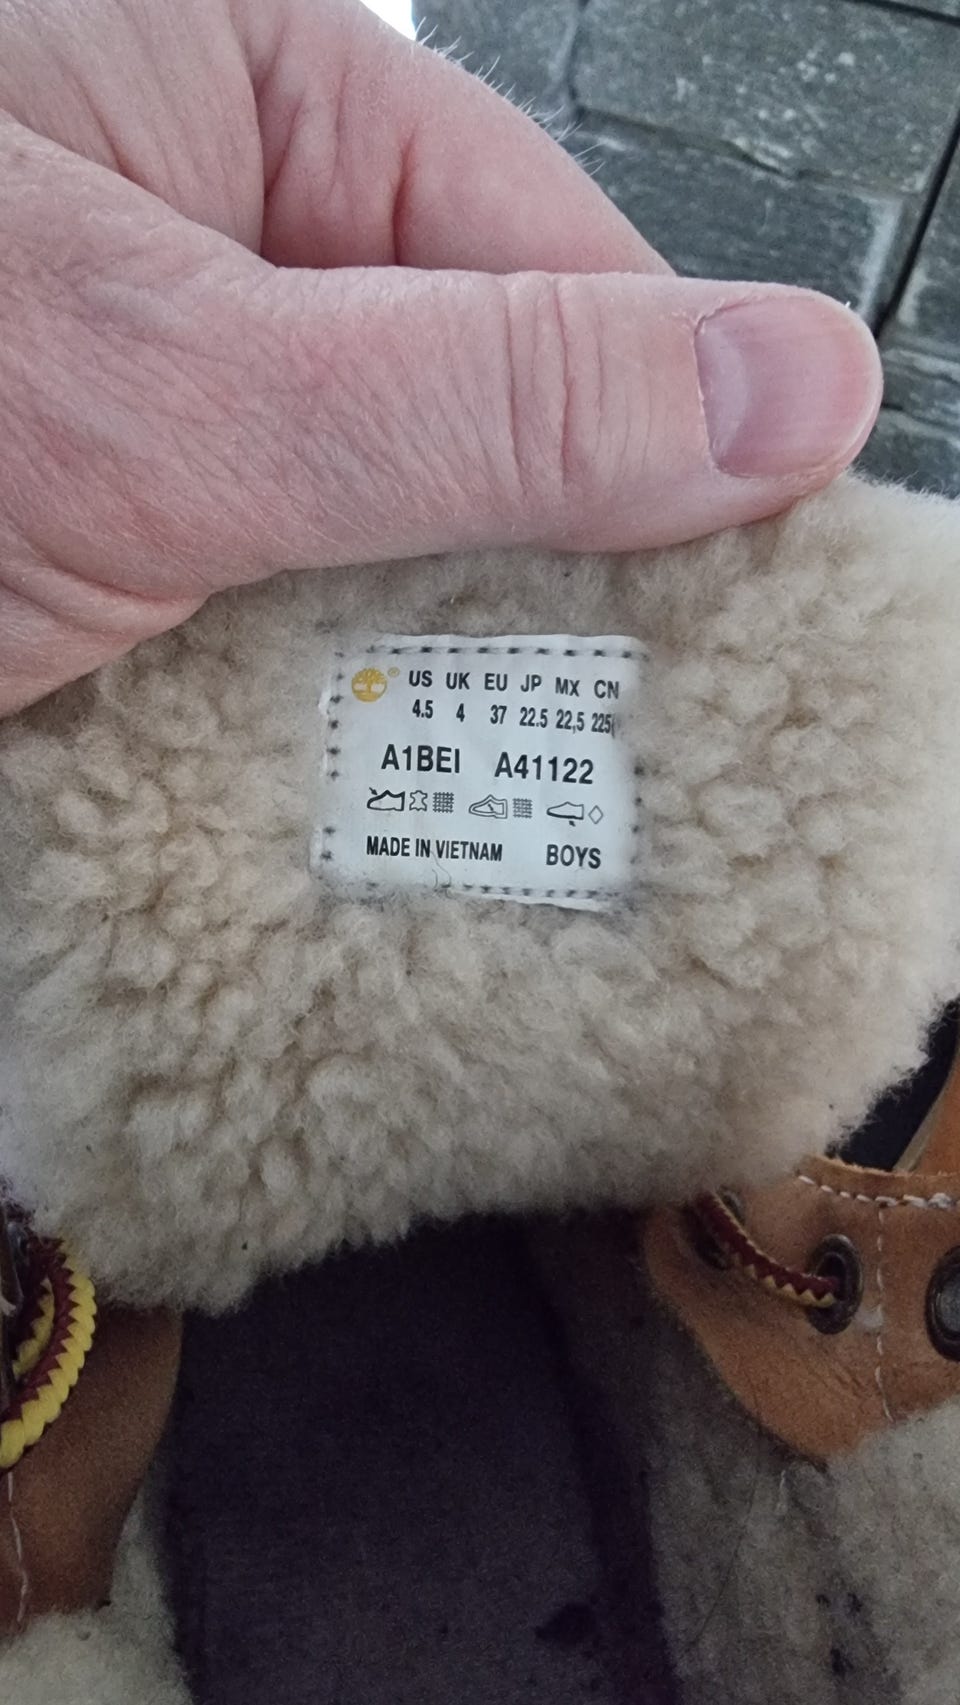 ® US UK EU JP MX CN
4.5 4 37 22.5 22,5 225(
A1BEI A41122
MADE IN VIETNAM BOYS